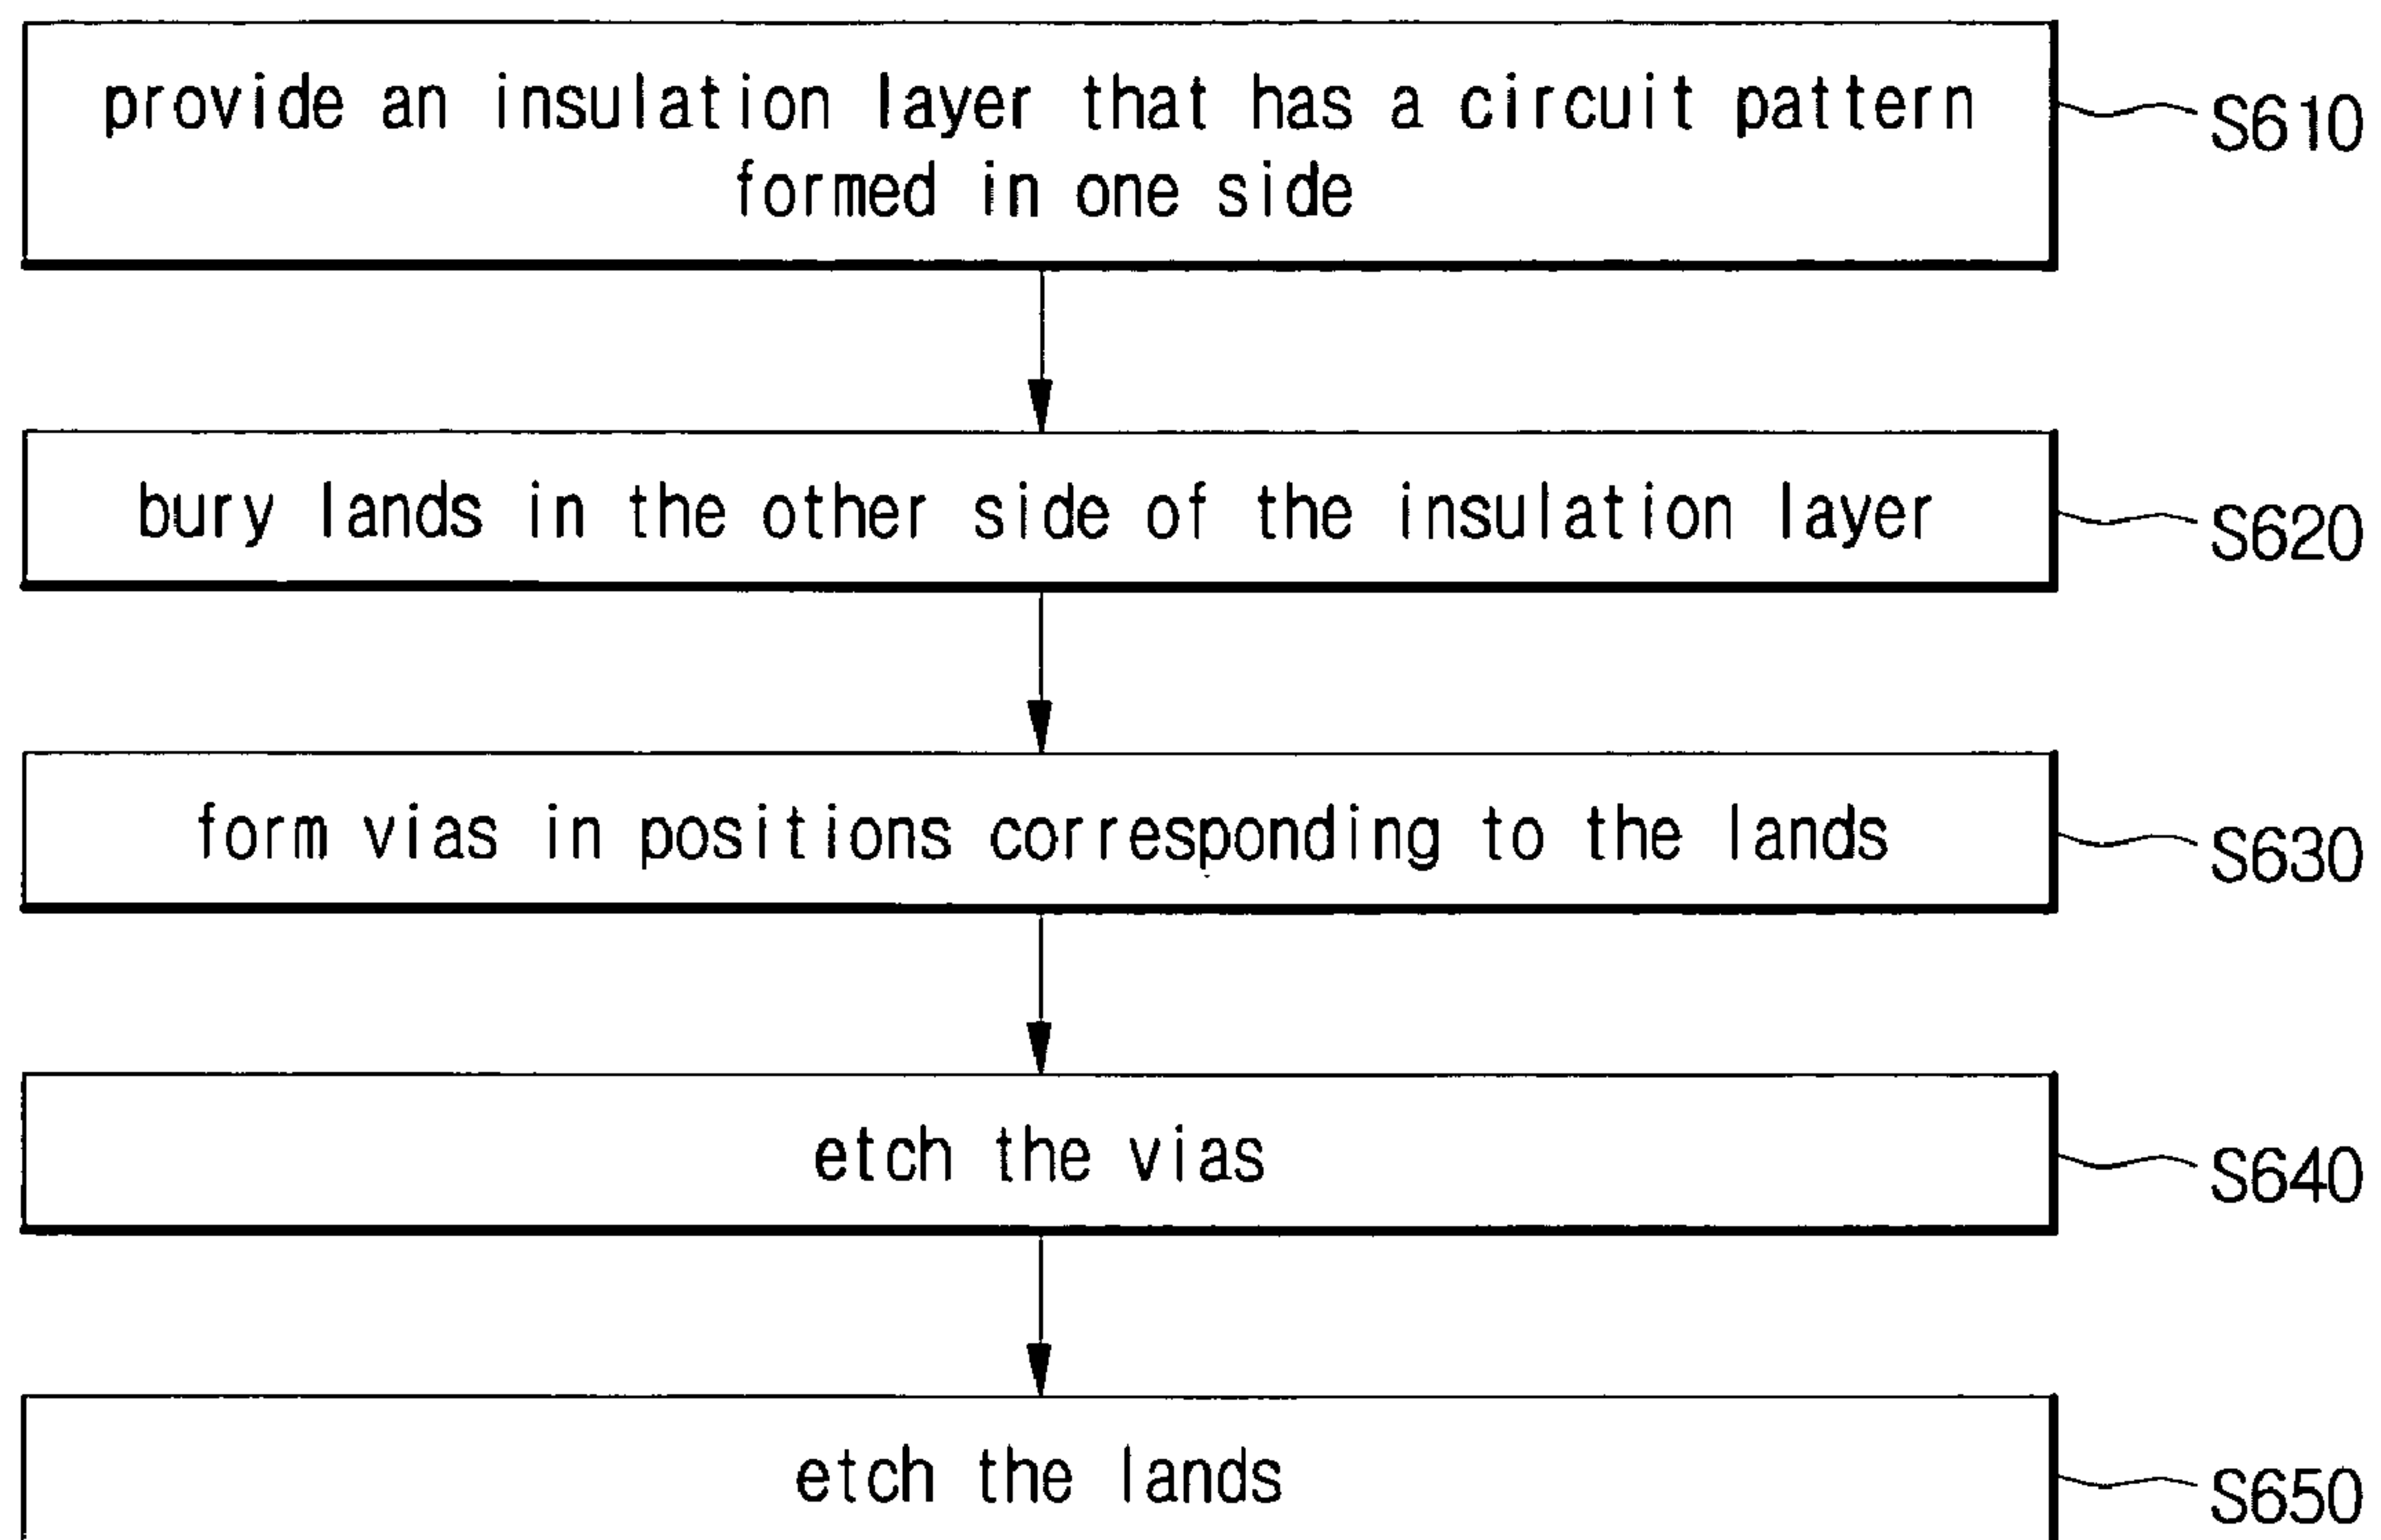 provide an insulation layer that has a circuit pattern
formed in one side
S610
bury lands in the other side of the insulation layer
S620
form vias in positions corresponding to the lands
S630
etch the vias
S640
etch the lands
S650